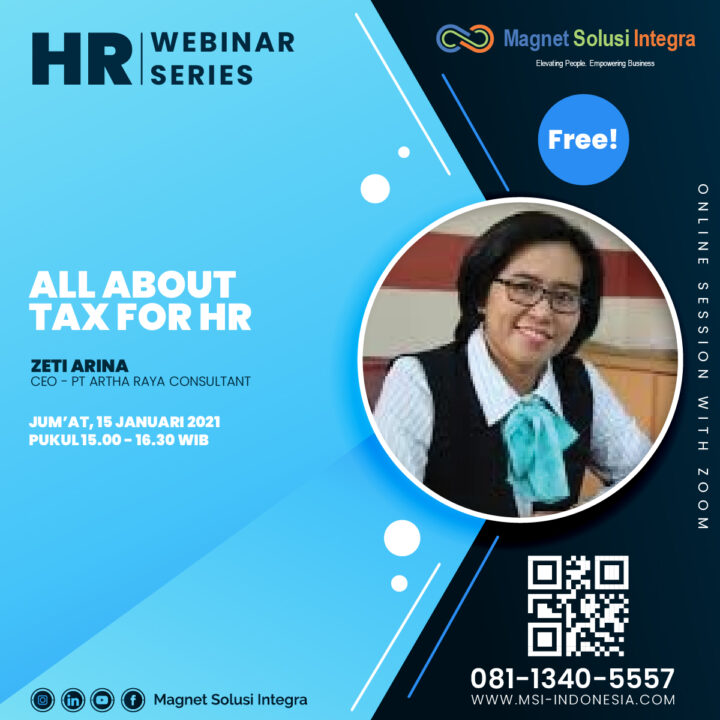 HR
WEBINAR
SERIES
Magnet Solusi Integra
Elevating People. Empowering Business
Free!
ONLINE SESSION WITH ZOOM
ALL ABOUT
TAX FOR HR
ZETI ARINA
CEO - PT ARTHA RAYA CONSULTANT
JUM'AT, 15 JANUARI 2021
PUKUL 15.00 - 16.30 WIB
081-1340-5557
WWW.MSI-INDONESIA.COM
Magnet Solusi Integra